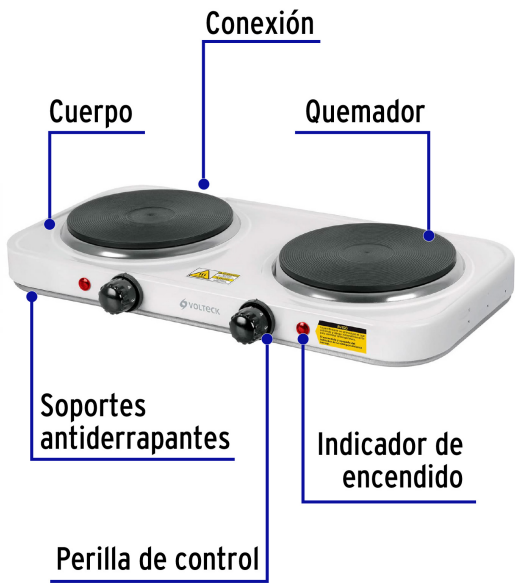 Conexión
Cuerpo
Quemador
VOLTECK
Soportes
antiderrapantes
Indicador de
encendido
Perilla de control